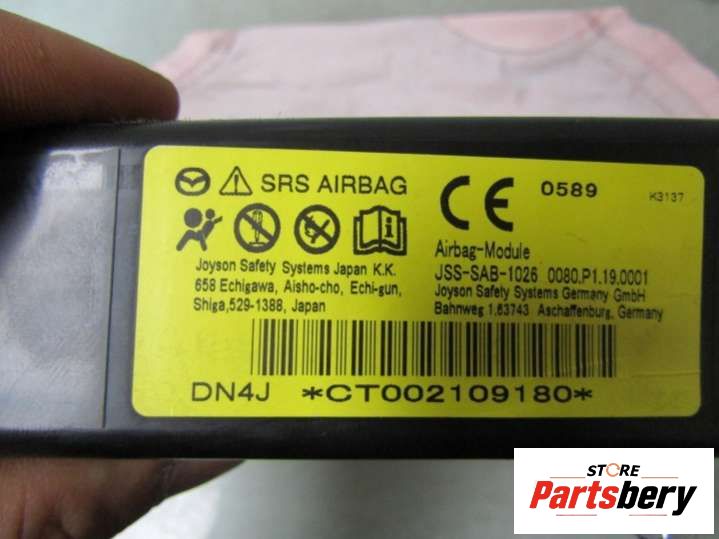 SRS AIRBAG
CE 0589
K3137
Airbag-Module
JSS-SAB-1026 0080.P1.19.0001
Joyson Safety Systems Germany GmbH
Bahnweg 1,63743 Aschaffenburg, Germany
Joyson Safety Systems Japan K.K.
658 Echigawa, Aisho-cho, Echi-gun,
Shiga,529-1388, Japan
DN4J *CT002109180*
STORE
Partsbery